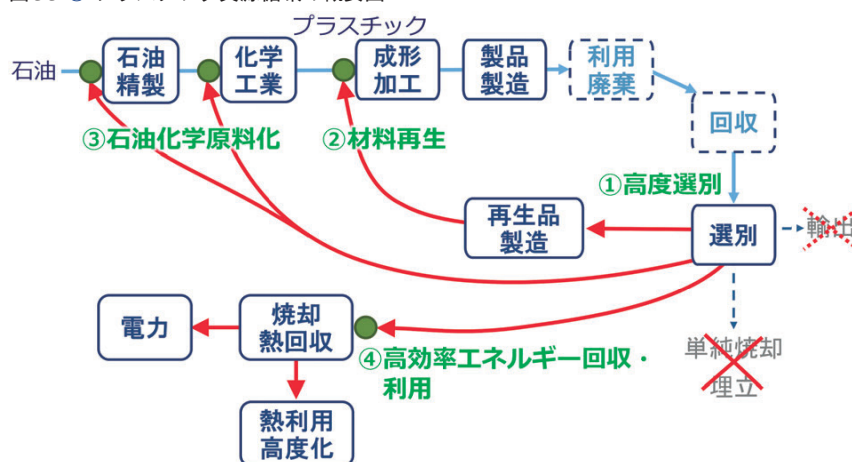 プラスチック
石油
石油
精製
化学
工業
成形
加工
製品
製造
利用
廃棄
回収
③石油化学原料化
②材料再生
①高度選別
再生品
製造
選別
輸出
電力
焼却
熱回収
④高効率エネルギー回収・
利用
単純焼却
埋立
熱利用
高度化